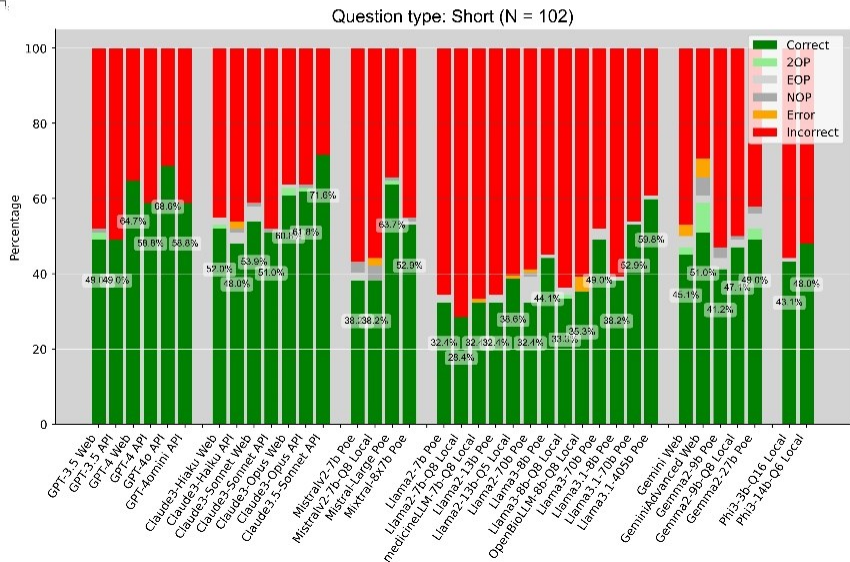 Question type: Short (N = 102)
Percentage
100
80
60
40
20
0
Correct
2OP
EOP
NOP
Error
Incorrect
49.0%
64.7%
58.8%
68.6%
58.8%
52.0%
48.0%
53.9%
51.0%
61.8%
71.6%
38.2%
63.7%
52.0%
32.4%
28.4%
32.4%
38.6%
32.4%
44.1%
35.3%
49.0%
38.2%
52.9%
59.8%
45.1%
51.0%
41.2%
49.0%
43.1%
48.0%
GPT-3.5 Web
GPT-3.5 API
GPT-4 Web
GPT-4 API
GPT-4o API
GPT-4omini API
Claude3-Hiaku Web
Claude3-Haiku API
Claude3-Sonnet Web
Claude3-Sonnet API
Claude3-Opus Web
Claude3-Opus API
Claude3.5-Sonnet API
Mistralv2-7b Poe
Mistralv2-7b-Q8 Local
Mistral-Large Poe
Mixtral-8x7b Poe
Llama2-7b Poe
Llama2-7b-Q8 Local
medicineLLM-7b-Q8 Local
Llama2-13b Poe
Llama2-13b-Q5 Local
Llama2-70b Poe
Llama3-8b Poe
Llama3-8b-Q8 Local
OpenBioLLM-8b-Q8 Local
Llama3-70b Poe
Llama3.1-8b Poe
Llama3.1-70b Poe
Llama3.1-405b Poe
Gemini Web
GeminiAdvanced Web
Gemma2-9b Poe
Gemma2-9b-Q8 Local
Gemma2-27b Poe
Phi3-3b-Q16 Local
Phi3-14b-Q6 Local